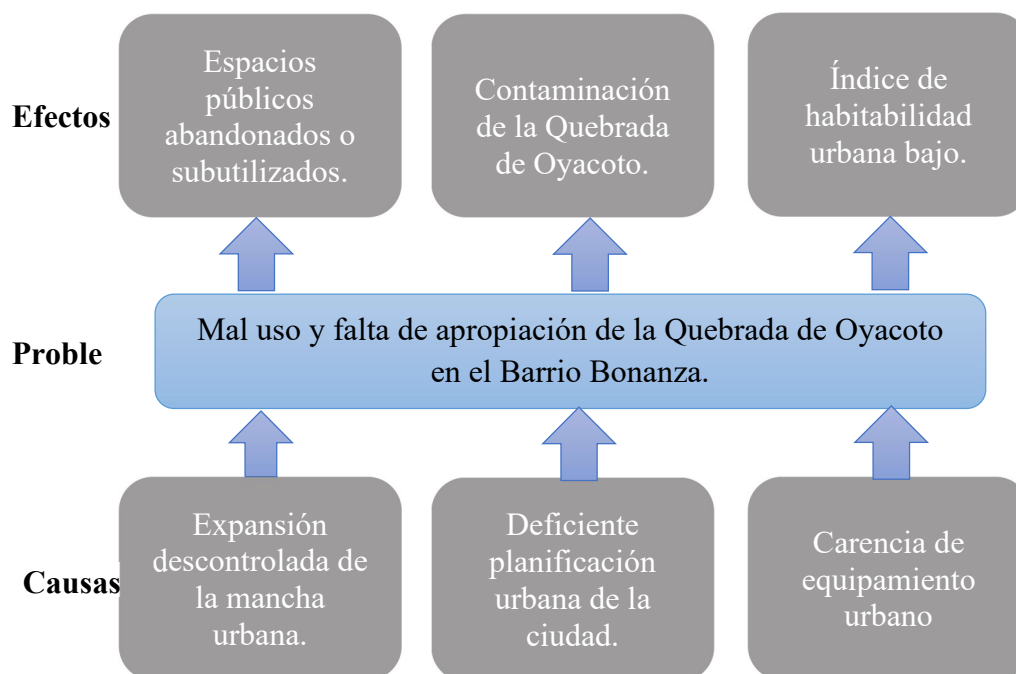 Efectos
Espacios
públicos
abandonados o
subutilizados.
Contaminación
de la Quebrada
de Oyacoto.
Índice de
habitabilidad
urbana bajo.
Proble
Mal uso y falta de apropiación de la Quebrada de Oyacoto
en el Barrio Bonanza.
Causas
Expansión
descontrolada de
la mancha
urbana.
Deficiente
planificación
urbana de la
ciudad.
Carencia de
equipamiento
urbano